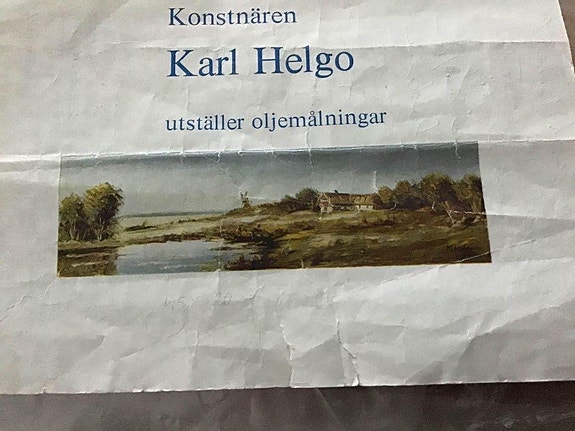 Konstnären
Karl Helgo
utställer oljemålningar